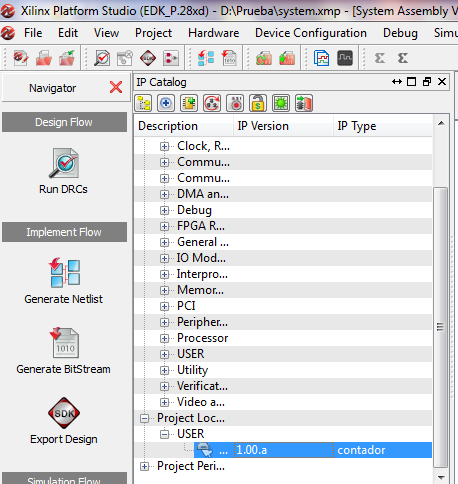 Xilinx Platform Studio (EDK_P.28xd) - D:\Prueba\system.xmp - [System Assembly V
File Edit View Project Hardware Device Configuration Debug Simu
Navigator
IP Catalog
Design Flow
Run DRCs
Implement Flow
Generate Netlist
1010
Generate BitStream
SDK
Export Design
Simulation Flow
Description IP Version IP Type
Clock, R...
Commu...
Commu...
DMA an...
Debug
FPGA R...
General ...
IO Mod...
Interpro...
Memor...
PCI
Peripher...
Processor
USER
Utility
Verificat...
Video a...
Project Loc...
USER
... 1.00.a contador
Project Peri...